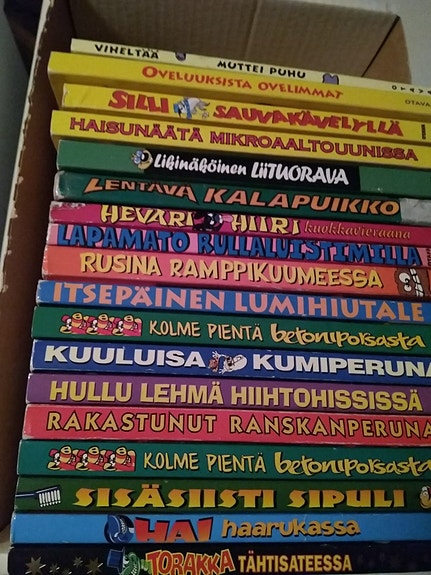 VIHELTÄÄ MUTTEI PUHU
OVELUUKSISTA OVELIMMAT
OTAVA
SILLI SAUVAKÄVELYLLÄ
HAISUNÄÄTÄ MIKROAALTOUUNISSA
Likinäköinen LIITUORAVA
LENTÄVÄ KALAPUIKKO
HEVARI HIIRI kuokkavieraana
LAPAMATO RULLALUISTIMILLA
RUSINA RAMPPIKUUMEESSA
ITSEPÄINEN LUMIHIUTALE
KOLME PIENTÄ betoniporsasta
KUULUISA KUMIPERUNA
HULLU LEHMÄ HIIHTOHISSISSÄ
RAKASTUNUT RANSKANPERUNA
KOLME PIENTÄ betoniporsasta
SISÄSIISTI SIPULI
HAI haarukassa
TORAKKA TÄHTISATEESSA